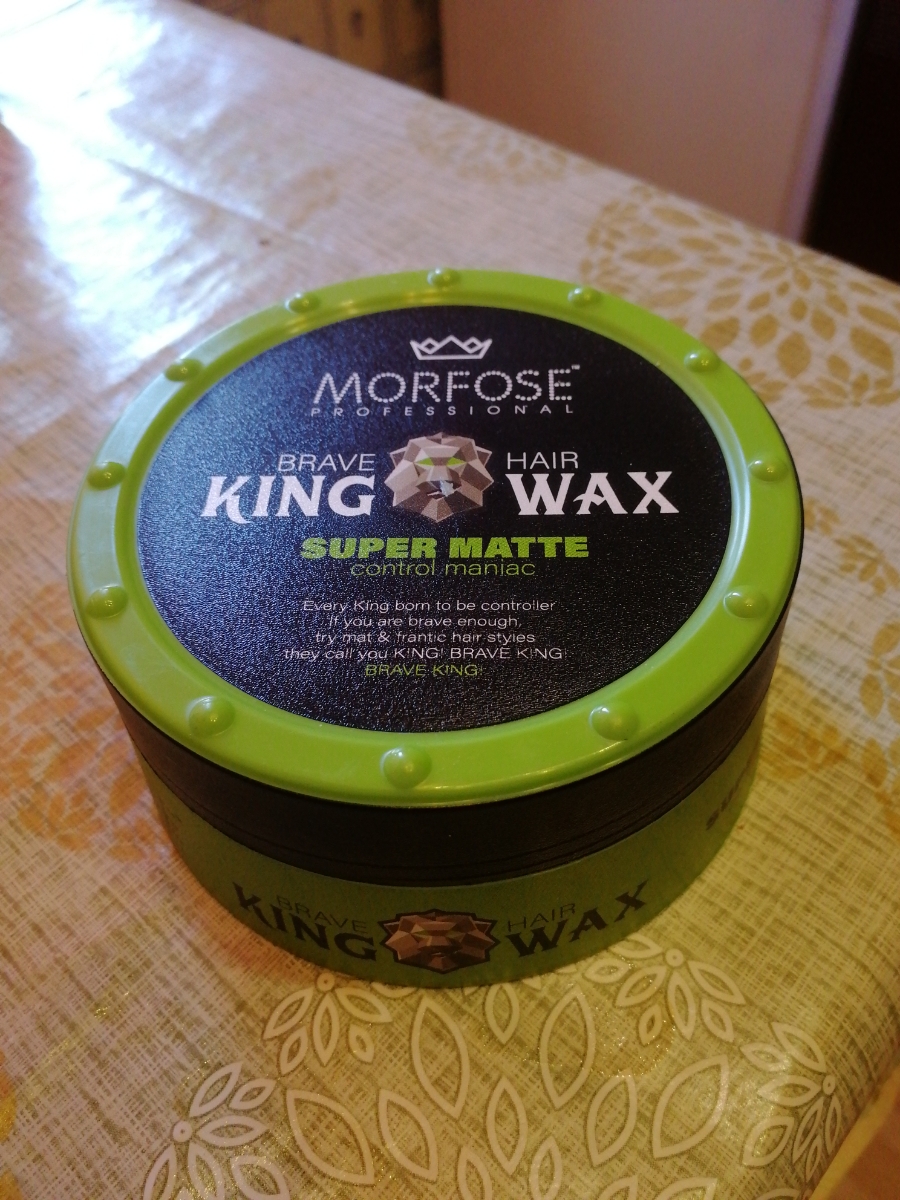 MORFOSE™
PROFESSIONAL
BRAVE HAIR
KING WAX
SUPER MATTE
control maniac
Every King born to be controller
If you are brave enough,
try mat & frantic hair styles
they call you KING! BRAVE KING!
BRAVE KING!
BRAVE HAIR
KING WAX